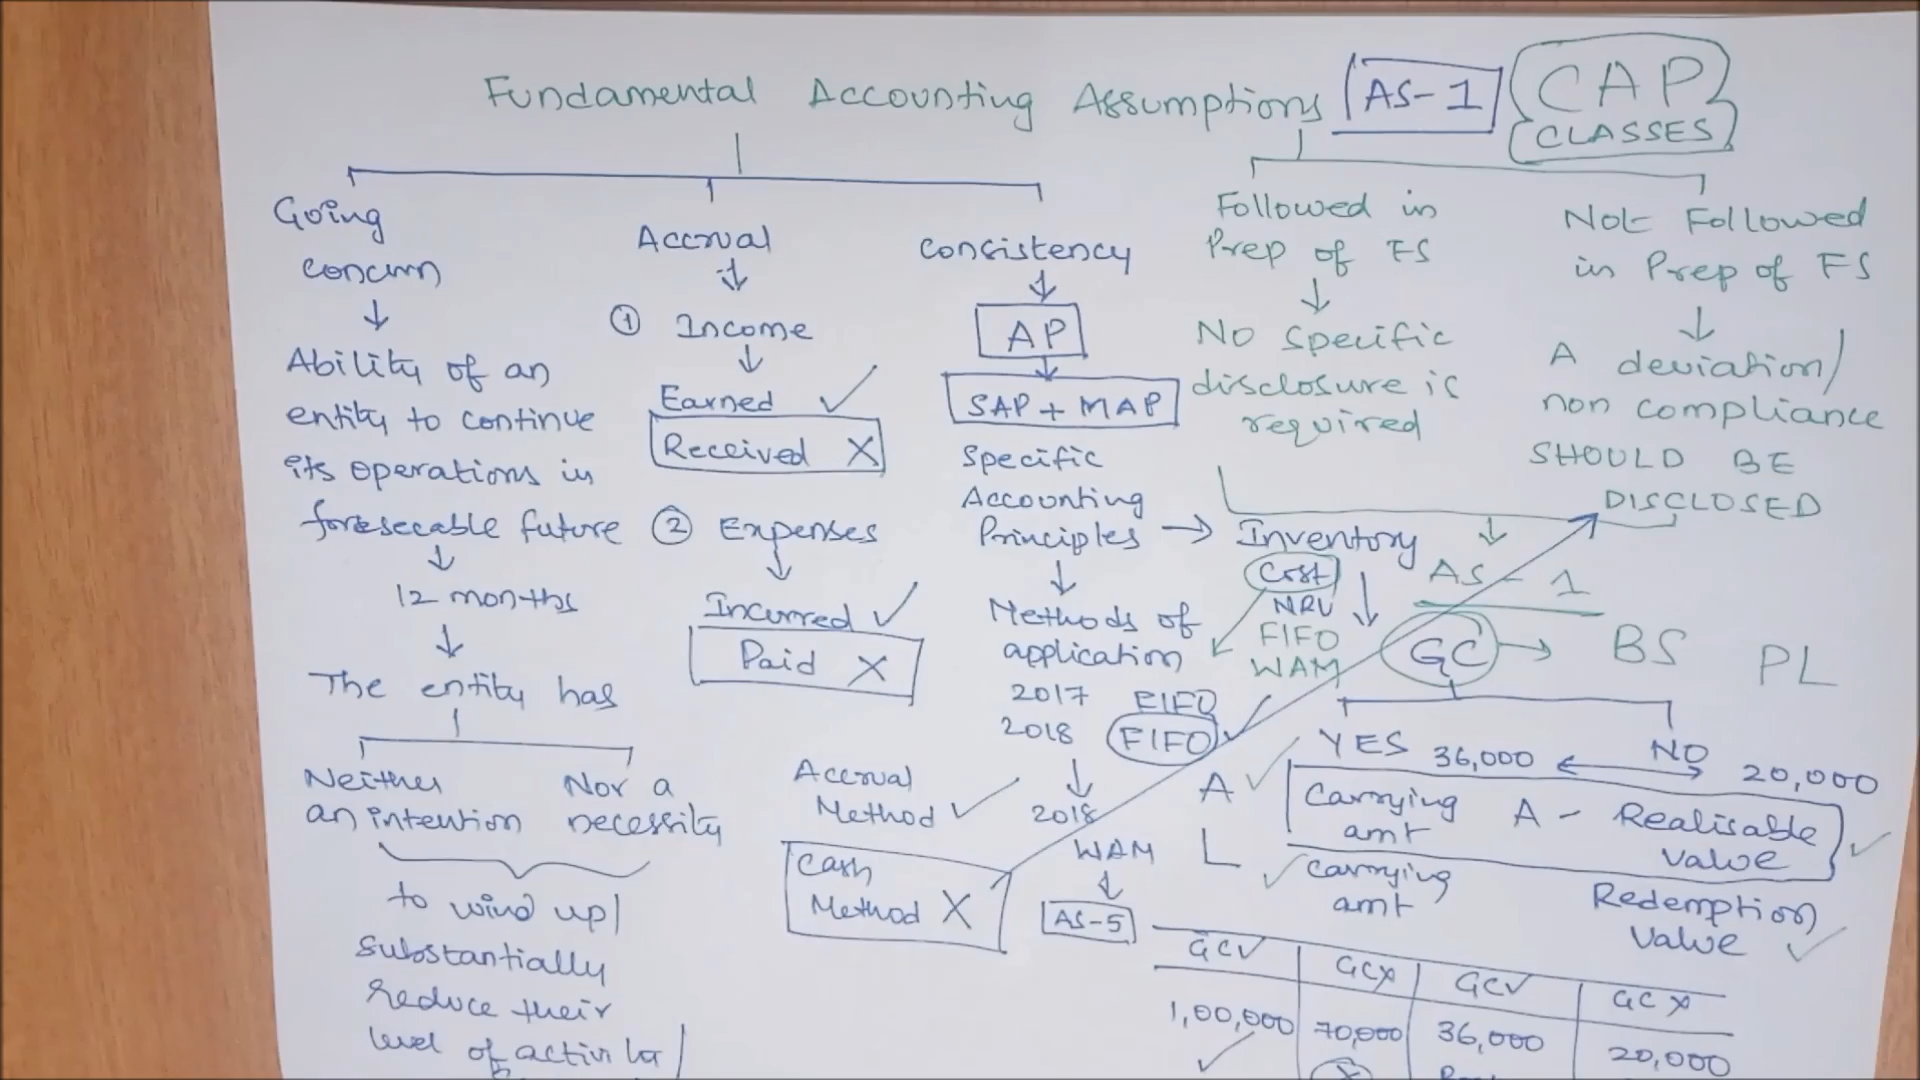 Fundamental Accounting Assumptions AS-1
CAP
CLASSES
Going
concern
↓
Ability of an
entity to continue
its operations in
foreseeable future
↓
12 months
↓
The entity has
Neither
an intention
Nor a
necessity
to wind up/
substantially
reduce their
level of
Accrual
↓
① Income
↓
Earned ✓
Received X
② Expenses
↓
Incurred ✓
Paid X
Accrual
Method ✓
Cash
Method X
Consistency
↓
AP
↓
SAP + MAP
Specific
Accounting
Principles →
↓
Methods of
application
2017 FIFO
2018 FIFO ✓
↓
2018
WAM
↓
AS-5
Followed in
Prep of FS
↓
No specific
disclosure is
required
Not Followed
in Prep of FS
↓
A deviation/
non compliance
SHOULD BE
DISCLOSED
Inventory
Cost
NRV
FIFO
WAM
AS-1
GC → BS PL
YES 36,000 ↔ NO 20,000
A ✓ Carrying
amt
A - Realisable
Value ✓
L ✓ Carrying
amt
Redemption
Value ✓
GC✓ GCX GC✓ GCX
1,00,000 70,000 36,000 20,000
✓